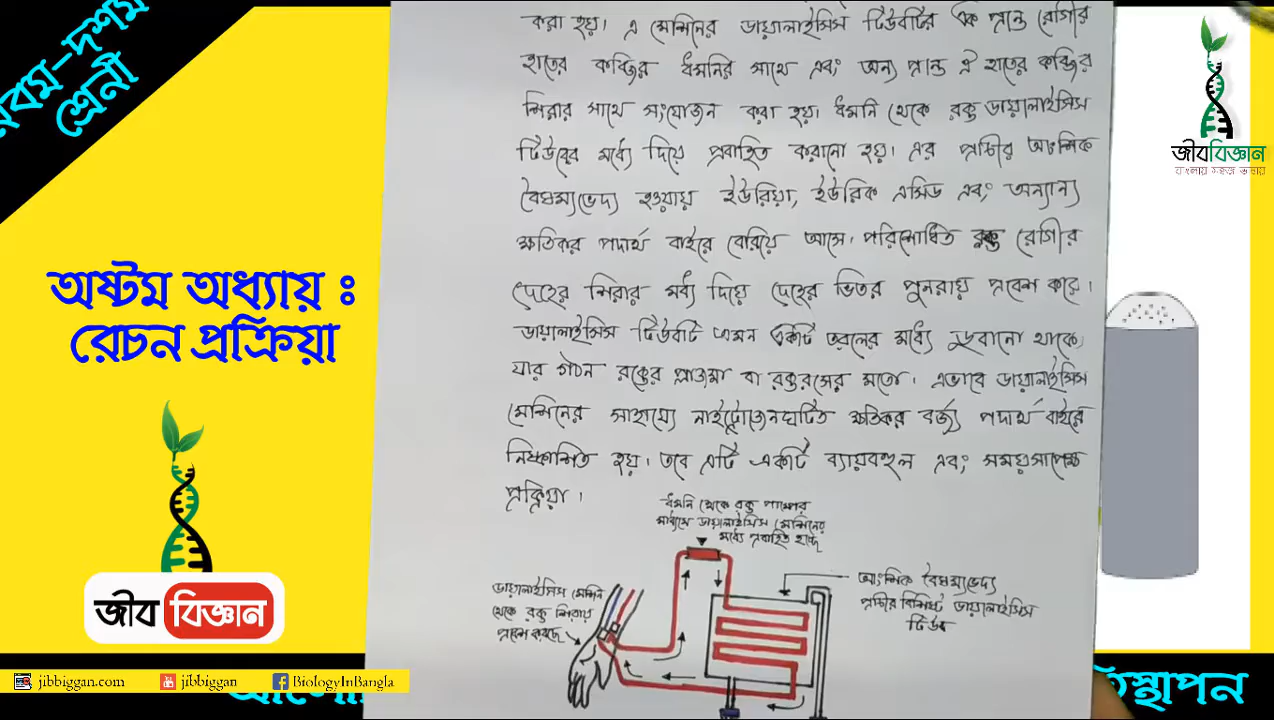 নবম-দশম
শ্রেনী
অষ্টম অধ্যায় ঃ
রেচন প্রক্রিয়া
জীব বিজ্ঞান
jibbiggan.com jibbiggan BiologyInBangla
করা হয়। এ মেশিনের ডায়ালাইসিস টিউবটির এক প্রান্ত রোগীর
হাতের কব্জির ধমনির সাথে এবং অন্য প্রান্ত ঐ হাতের কব্জির
শিরার সাথে সংযোজন করা হয়। ধমনি থেকে রক্ত ডায়ালাইসিস
টিউবের মধ্যে দিয়ে প্রবাহিত করানো হয়। এর প্রাচীর আংশিক
বৈষম্যভেদ্য হওয়ায় ইউরিয়া, ইউরিক এসিড এবং অন্যান্য
ক্ষতিকর পদার্থ বাইরে বেরিয়ে আসে। পরিশোধিত রক্ত রোগীর
দেহের শিরার মধ্য দিয়ে দেহের ভিতর পুনরায় প্রবেশ করে।
ডায়ালাইসিস টিউবটি এমন একটি তরলের মধ্যে ডুবানো থাকে,
যার গঠন রক্তের প্লাজমা বা রক্তরসের মতো। এভাবে ডায়ালাইসিস
মেশিনের সাহায্যে নাইট্রোজেনঘটিত ক্ষতিকর বর্জ্য পদার্থ বাইরে
নিষ্কাশিত হয়। তবে এটি একটি ব্যয়বহুল এবং সময়সাপেক্ষ
প্রক্রিয়া।
ধমনি থেকে রক্ত পাম্পের
মাধ্যমে ডায়ালাইসিস মেশিনের
মধ্যে প্রবাহিত হচ্ছে
ডায়ালাইসিস মেশিন
থেকে রক্ত শিরায়
প্রবেশ করছে
আংশিক বৈষম্যভেদ্য
প্রাচীর বিশিষ্ট ডায়ালাইসিস
টিউব
জীববিজ্ঞান
বাংলায় সহজ ভাষায়